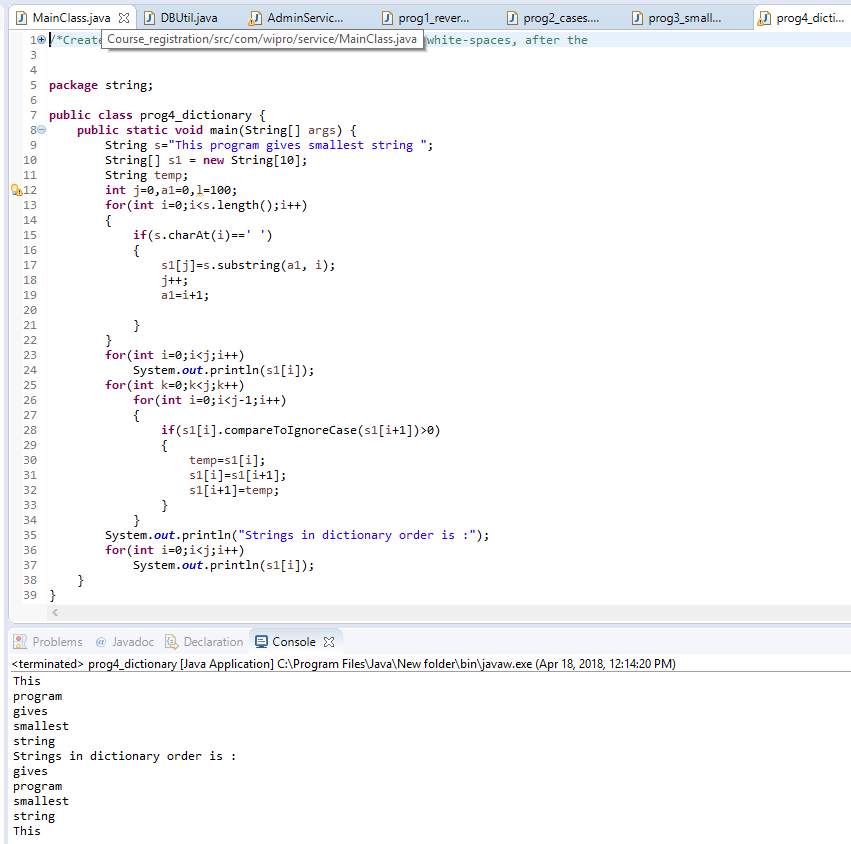 MainClass.java DBUtil.java AdminServic... prog1_rever... prog2_cases.... prog3_small... prog4_dicti...
1 /*Create Course_registration/src/com/wipro/service/MainClass.java white-spaces, after the
3
4
5 package string;
6
7 public class prog4_dictionary {
8 public static void main(String[] args) {
9 String s="This program gives smallest string ";
10 String[] s1 = new String[10];
11 String temp;
12 int j=0,a1=0,l=100;
13 for(int i=0;i<s.length();i++)
14 {
15 if(s.charAt(i)==' ')
16 {
17 s1[j]=s.substring(a1, i);
18 j++;
19 a1=i+1;
20
21 }
22 }
23 for(int i=0;i<j;i++)
24 System.out.println(s1[i]);
25 for(int k=0;k<j;k++)
26 for(int i=0;i<j-1;i++)
27 {
28 if(s1[i].compareToIgnoreCase(s1[i+1])>0)
29 {
30 temp=s1[i];
31 s1[i]=s1[i+1];
32 s1[i+1]=temp;
33 }
34 }
35 System.out.println("Strings in dictionary order is :");
36 for(int i=0;i<j;i++)
37 System.out.println(s1[i]);
38 }
39 }
Problems @ Javadoc Declaration Console
<terminated> prog4_dictionary [Java Application] C:\Program Files\Java\New folder\bin\javaw.exe (Apr 18, 2018, 12:14:20 PM)
This
program
gives
smallest
string
Strings in dictionary order is :
gives
program
smallest
string
This